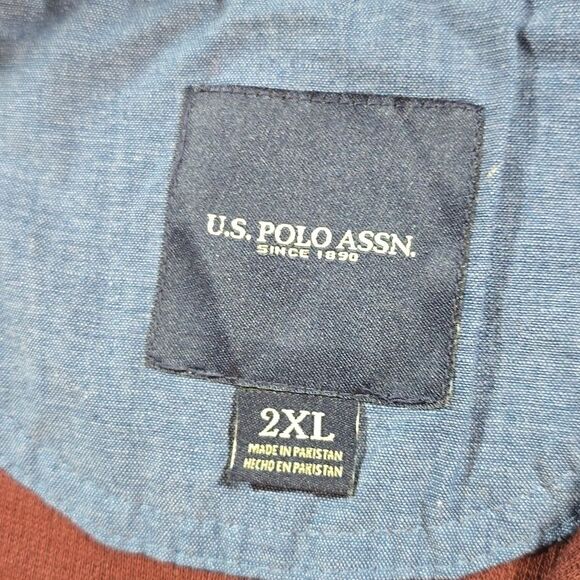 U.S. POLO ASSN.
SINCE 1890
2XL
MADE IN PAKISTAN
HECHO EN PAKISTAN